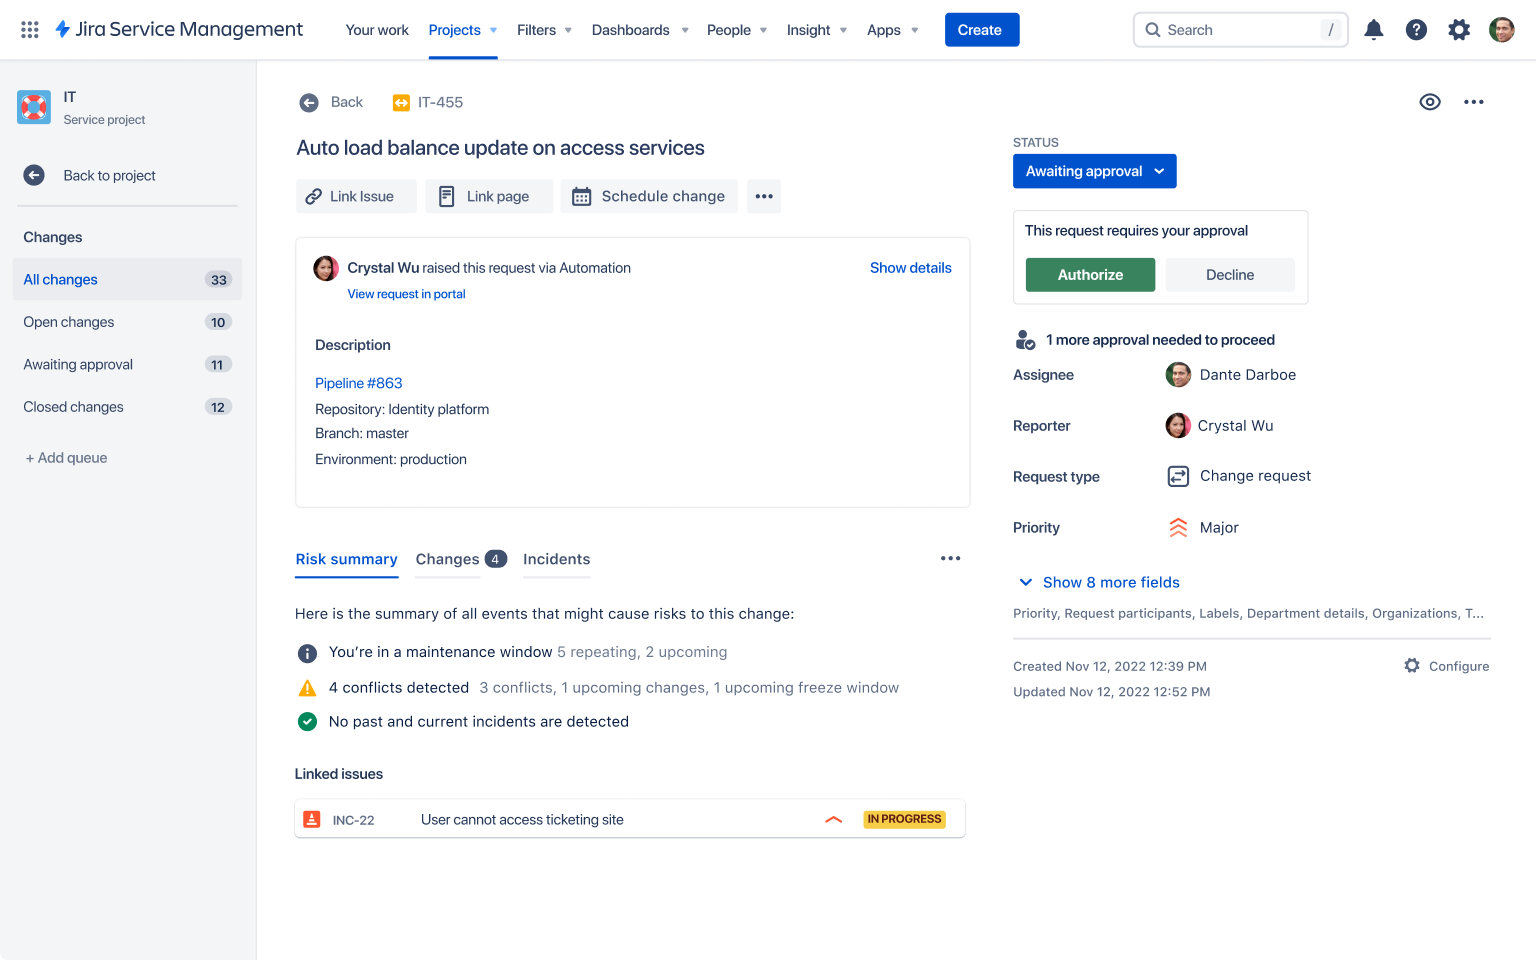 Jira Service Management
Your work
Projects
Filters
Dashboards
People
Insight
Apps
Create
Search
/
IT
Service project
Back to project
Changes
All changes 33
Open changes 10
Awaiting approval 11
Closed changes 12
+ Add queue
Back
IT-455
Auto load balance update on access services
Link Issue
Link page
Schedule change
Crystal Wu raised this request via Automation
Show details
View request in portal
Description
Pipeline #863
Repository: Identity platform
Branch: master
Environment: production
Risk summary
Changes 4
Incidents
Here is the summary of all events that might cause risks to this change:
You’re in a maintenance window 5 repeating, 2 upcoming
4 conflicts detected 3 conflicts, 1 upcoming changes, 1 upcoming freeze window
No past and current incidents are detected
Linked issues
INC-22 User cannot access ticketing site IN PROGRESS
STATUS
Awaiting approval
This request requires your approval
Authorize
Decline
1 more approval needed to proceed
Assignee Dante Darboe
Reporter Crystal Wu
Request type Change request
Priority Major
Show 8 more fields
Priority, Request participants, Labels, Department details, Organizations, T...
Created Nov 12, 2022 12:39 PM
Configure
Updated Nov 12, 2022 12:52 PM